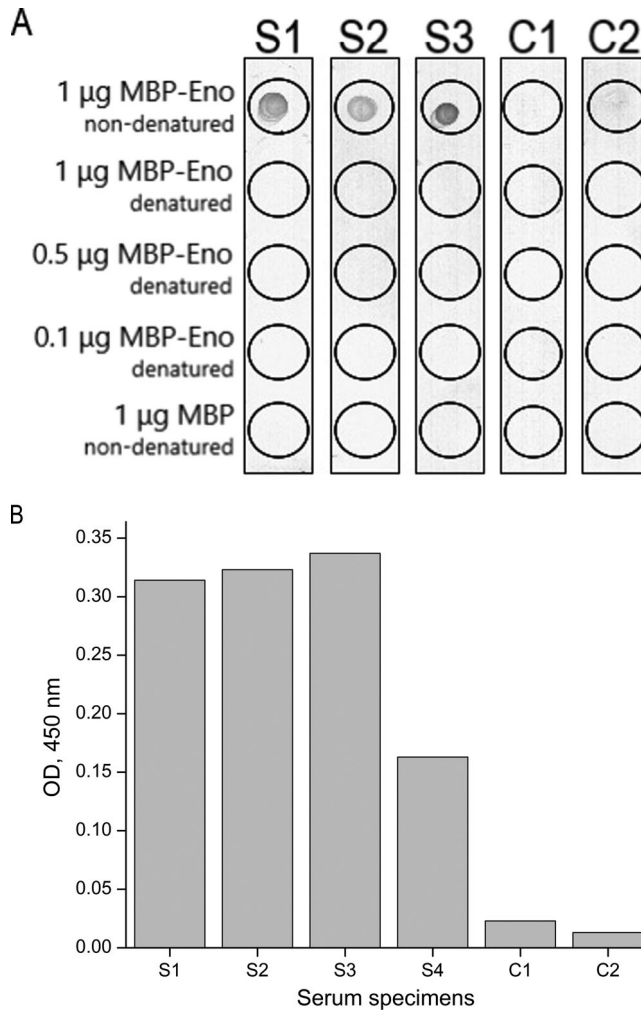 A
S1 S2 S3 C1 C2
1 µg MBP-Eno
non-denatured
1 µg MBP-Eno
denatured
0.5 µg MBP-Eno
denatured
0.1 µg MBP-Eno
denatured
1 µg MBP
non-denatured
B
0.35
0.30
0.25
0.20
0.15
0.10
0.05
0.00
OD, 450 nm
S1 S2 S3 S4 C1 C2
Serum specimens